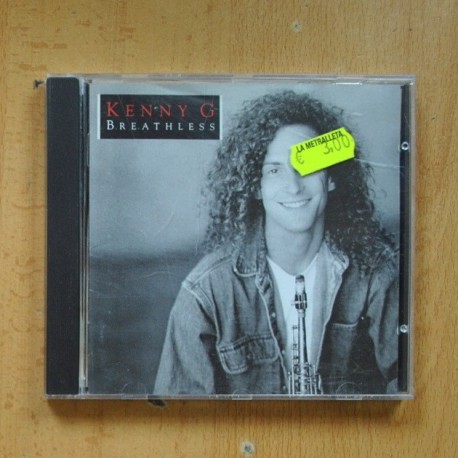 KENNY G
BREATHLESS
LA METRALLETA
€ 3,00